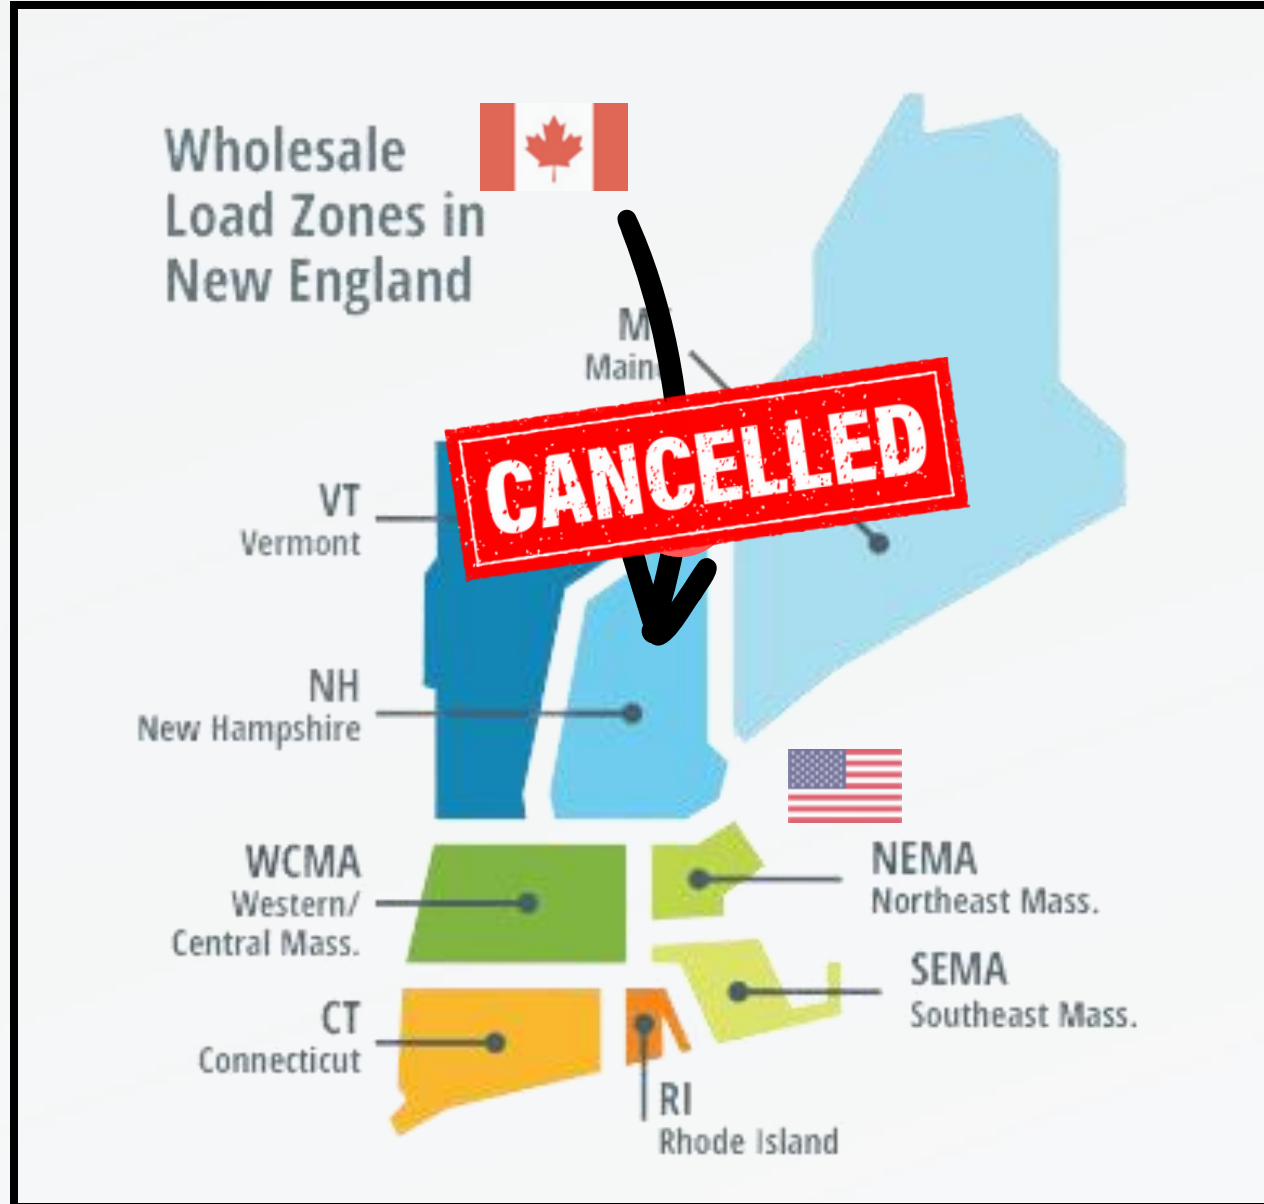 Wholesale
Load Zones in
New England
CANCELLED
VT
Vermont
NH
New Hampshire
WCMA
Western/
Central Mass.
CT
Connecticut
NEMA
Northeast Mass.
SEMA
Southeast Mass.
RI
Rhode Island